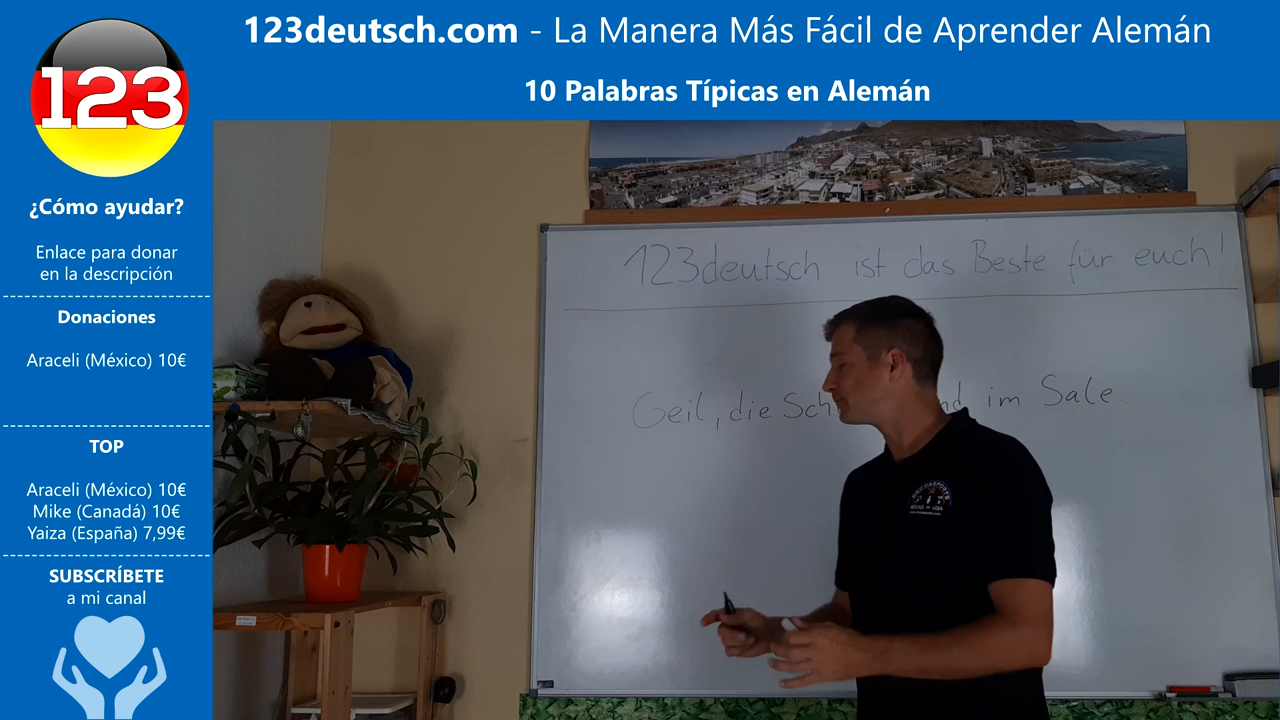 123deutsch.com - La Manera Más Fácil de Aprender Alemán
10 Palabras Típicas en Alemán
123
¿Cómo ayudar?
Enlace para donar
en la descripción
Donaciones
Araceli (México) 10€
TOP
Araceli (México) 10€
Mike (Canadá) 10€
Yaiza (España) 7,99€
SUBSCRÍBETE
a mi canal
123deutsch ist das Beste für euch!
Geil, die Sch nd im Sale.